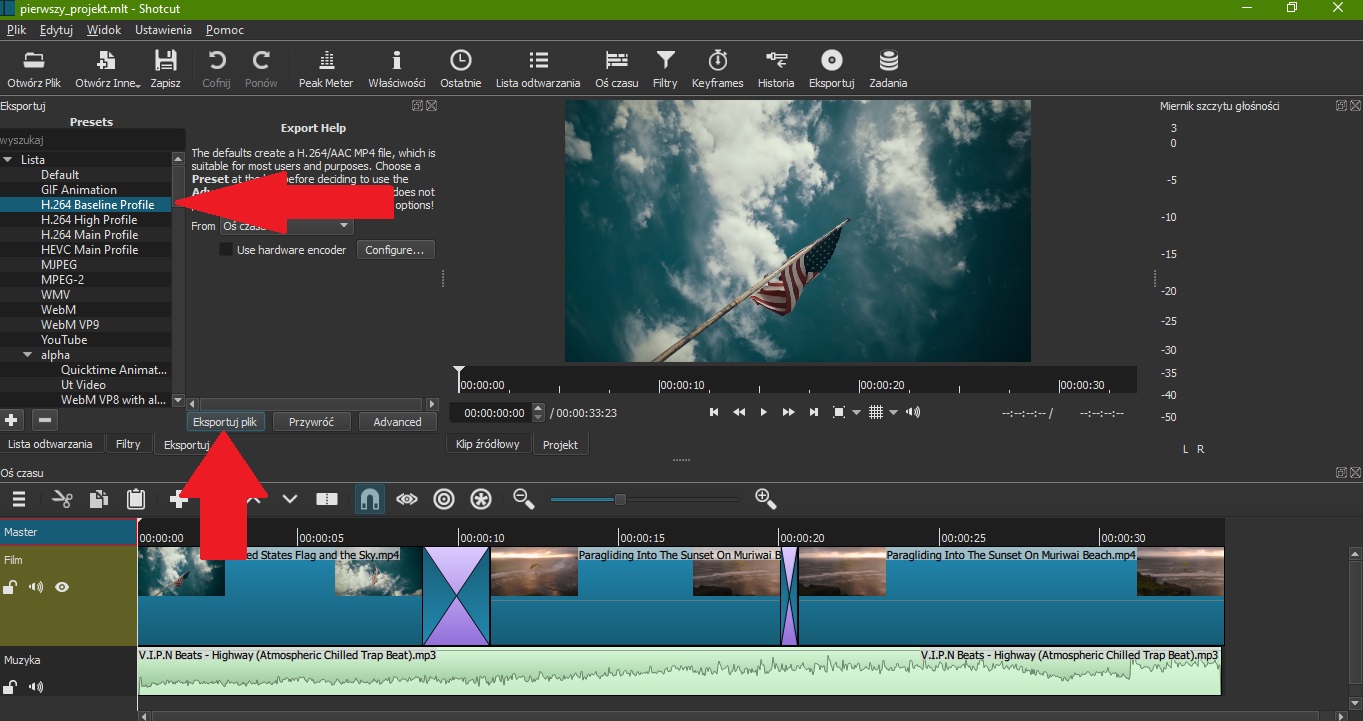 pierwszy_projekt.mlt - Shotcut
Plik Edytuj Widok Ustawienia Pomoc
Otwórz Plik Otwórz Inne... Zapisz Cofnij Ponów Peak Meter Właściwości Ostatnie Lista odtwarzania Oś czasu Filtry Keyframes Historia Eksportuj Zadania
Eksportuj
Presets
wyszukaj
Lista
Default
GIF Animation
H.264 Baseline Profile
H.264 High Profile
H.264 Main Profile
HEVC Main Profile
MJPEG
MPEG-2
WMV
WebM
WebM VP9
YouTube
alpha
Quicktime Animat...
Ut Video
WebM VP8 with al...
Export Help
The defaults create a H.264/AAC MP4 file, which is
suitable for most users and purposes. Choose a
Preset at the before deciding to use the
does not
options!
From Oś czasu
Use hardware encoder Configure...
Eksportuj plik Przywróć Advanced
Lista odtwarzania Filtry Eksportuj
00:00:00 00:00:10 00:00:20 00:00:30
00:00:00:00 / 00:00:33:23
--:--:--:-- / --:--:--:--
Klip źródłowy Projekt
Miernik szczytu głośności
3
0
-5
-10
-15
-20
-25
-30
-35
-40
-50
L R
Oś czasu
Master
00:00:00 00:00:05 00:00:10 00:00:15 00:00:20 00:00:25 00:00:30
Film
States Flag and the Sky.mp4 Paragliding Into The Sunset On Muriwai B Paragliding Into The Sunset On Muriwai Beach.mp4
Muzyka
V.I.P.N Beats - Highway (Atmospheric Chilled Trap Beat).mp3 V.I.P.N Beats - Highway (Atmospheric Chilled Trap Beat).mp3